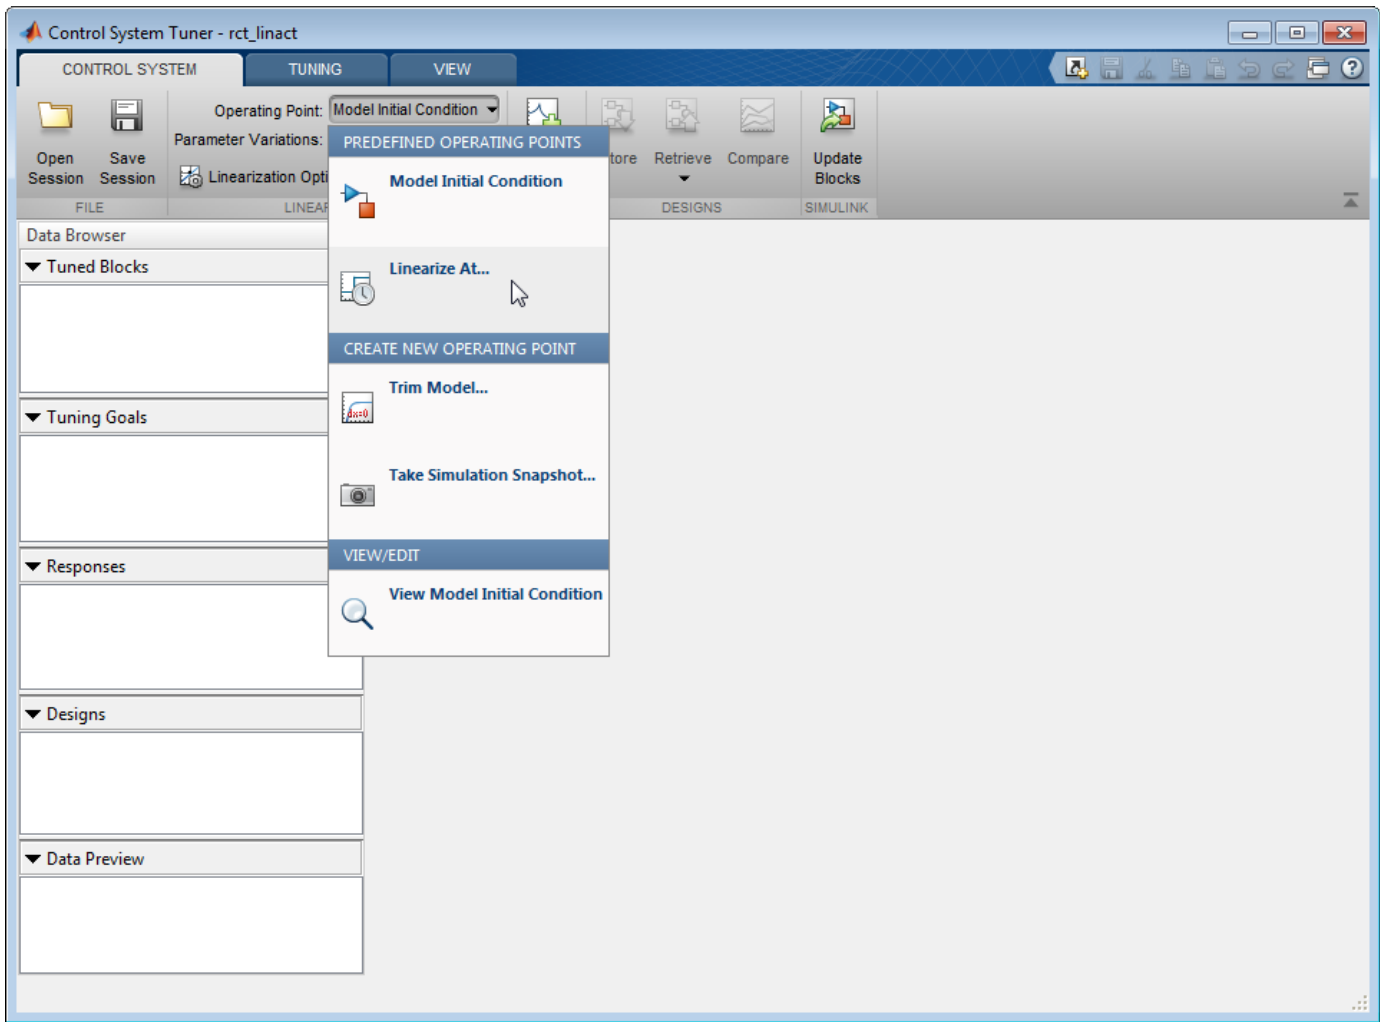 Control System Tuner - rct_linact
CONTROL SYSTEM TUNING VIEW
Operating Point: Model Initial Condition
Parameter Variations:
Open Session
Save Session
Linearization Opti
tore
Retrieve
Compare
Update Blocks
FILE LINEAR DESIGNS SIMULINK
PREDEFINED OPERATING POINTS
Model Initial Condition
Linearize At...
CREATE NEW OPERATING POINT
Trim Model...
dx=0
Take Simulation Snapshot...
VIEW/EDIT
View Model Initial Condition
Data Browser
Tuned Blocks
Tuning Goals
Responses
Designs
Data Preview